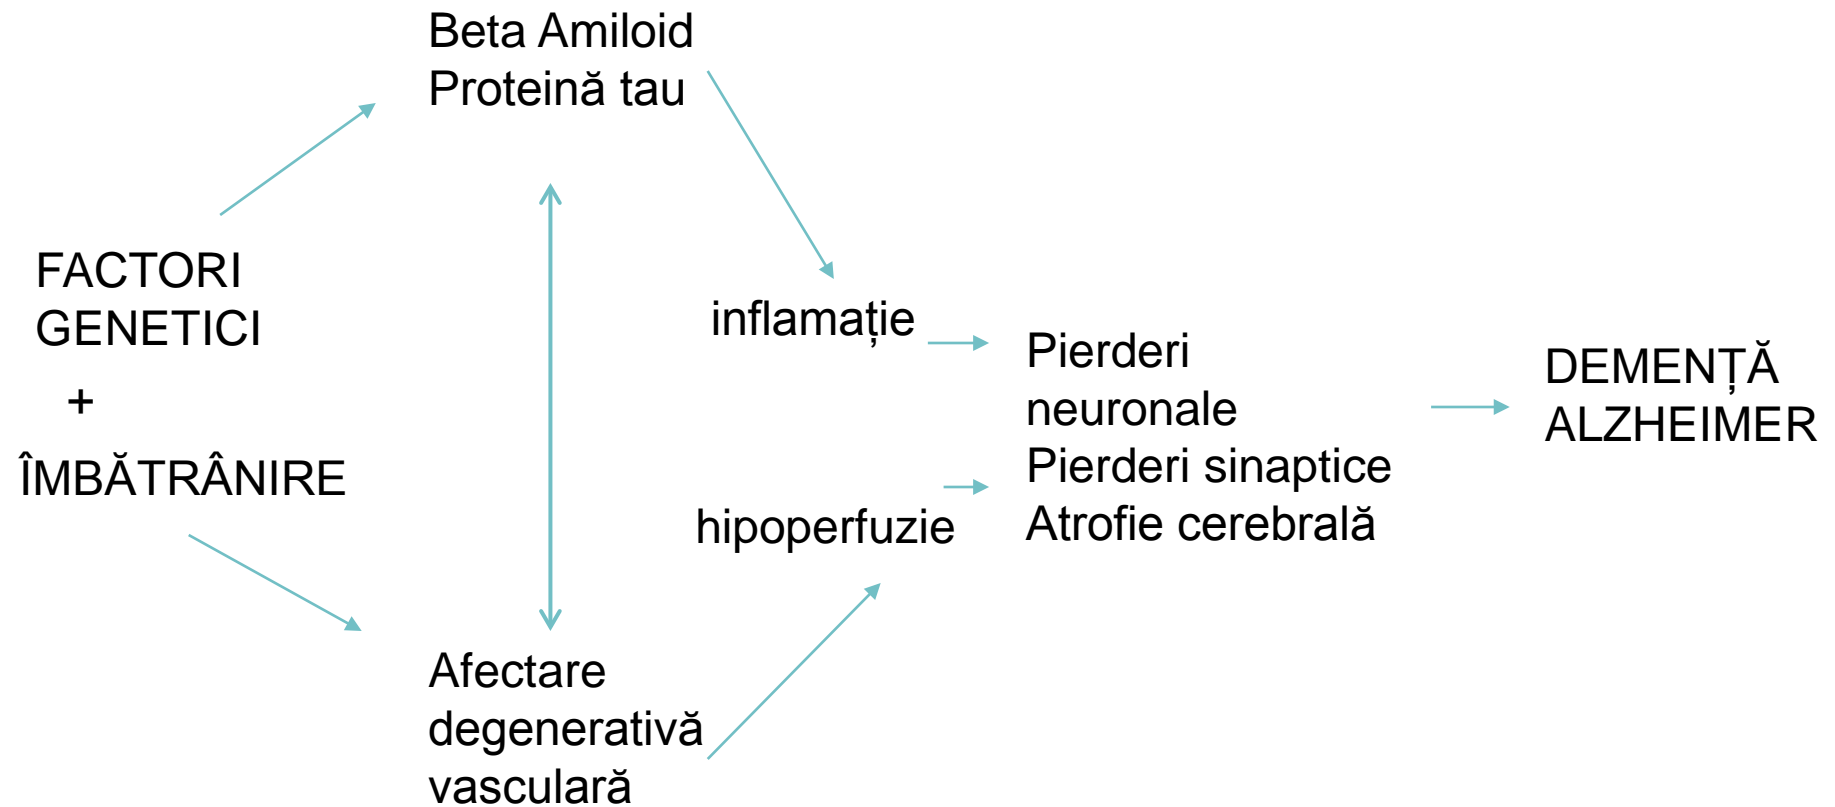 Beta Amiloid
Proteină tau
FACTORI
GENETICI
+
ÎMBĂTRÂNIRE
inflamație
hipoperfuzie
Pierderi
neuronale
Pierderi sinaptice
Atrofie cerebrală
DEMENȚĂ
ALZHEIMER
Afectare
degenerativă
vasculară